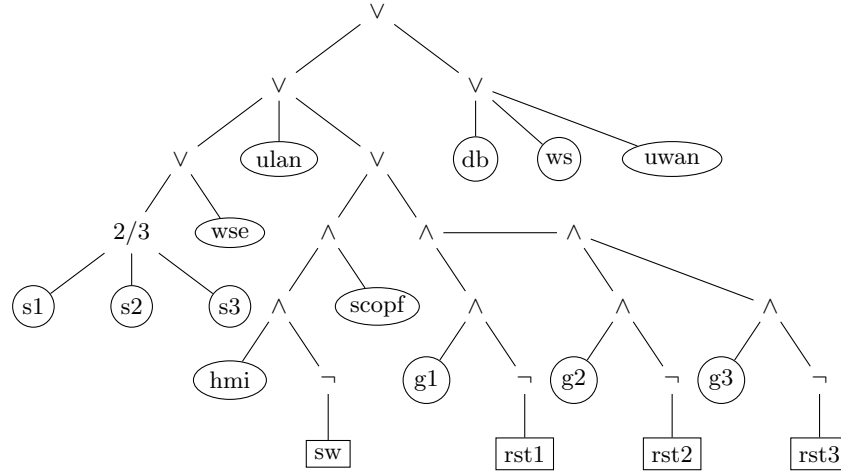 ∨
∨ ∨
∨ ulan ∨ db ws uwan
2/3 wse ∧ ∧ ∧
s1 s2 s3 ∧ scopf ∧ ∧ ∧
hmi ¬ g1 ¬ g2 ¬ g3 ¬
sw rst1 rst2 rst3